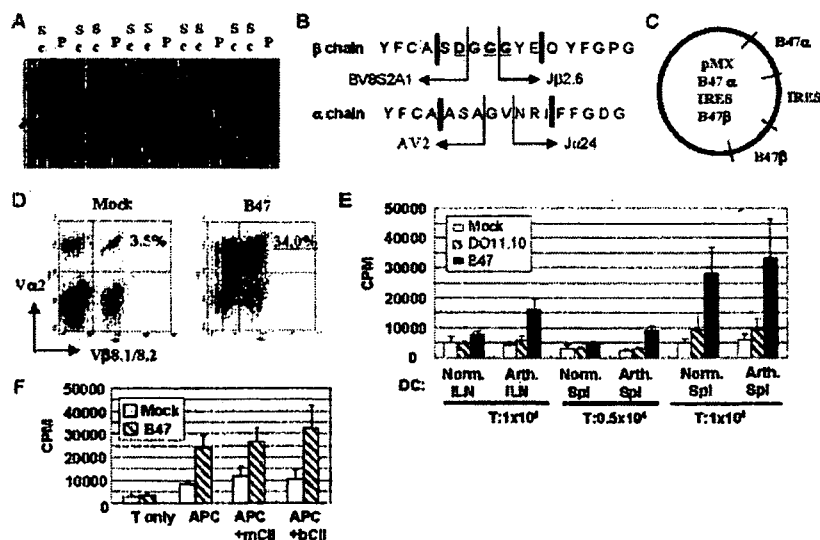 A
S S S S S S S S
c P c c P c c P c c P c P
B
β chain Y F C A S D G G G Y E Q Y F G P G
BV8S2A1 Jβ2.6
α chain Y F C A A S A G V N R I F F G D G
AV2 Jα24
C
B47α
pMX
B47 α
IRES
B47β
IRES
B47β
D
Mock B47
3.5% 34.0%
Vα2
Vβ8.1/8.2
E
50000
40000
30000
20000
10000
0
CPM
Mock
DO11.10
B47
DC:
Norm. Arth. Norm. Arth. Norm. Arth.
ILN ILN Spl Spl Spl Spl
F
50000
40000
30000
20000
10000
0
CPM
Mock
B47
T only APC APC APC
+mCII +bCII